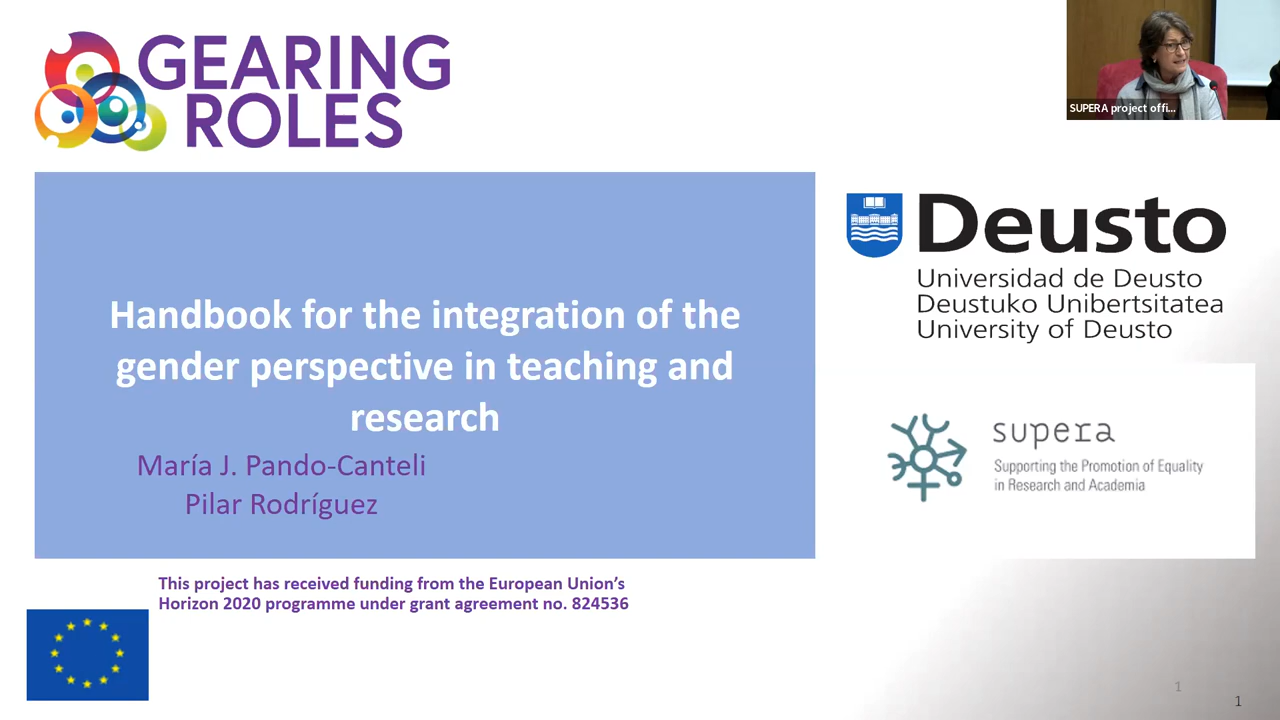 GEARING
ROLES
SUPERA project offi...
Deusto
Universidad de Deusto
Deustuko Unibertsitatea
University of Deusto
Handbook for the integration of the
gender perspective in teaching and
research
María J. Pando-Canteli
Pilar Rodríguez
supera
Supporting the Promotion of Equality
in Research and Academia
This project has received funding from the European Union’s
Horizon 2020 programme under grant agreement no. 824536
1
1